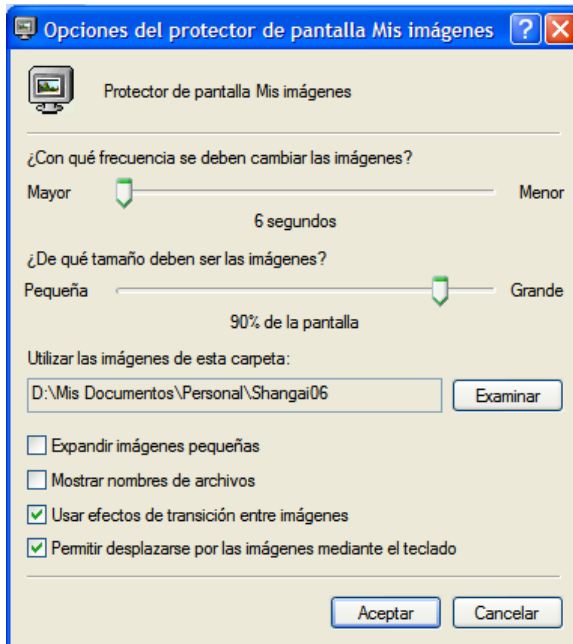 Opciones del protector de pantalla Mis imágenes
Protector de pantalla Mis imágenes
¿Con qué frecuencia se deben cambiar las imágenes?
Mayor Menor
6 segundos
¿De qué tamaño deben ser las imágenes?
Pequeña Grande
90% de la pantalla
Utilizar las imágenes de esta carpeta:
D:\Mis Documentos\Personal\Shangai06 Examinar
Expandir imágenes pequeñas
Mostrar nombres de archivos
Usar efectos de transición entre imágenes
Permitir desplazarse por las imágenes mediante el teclado
Aceptar Cancelar